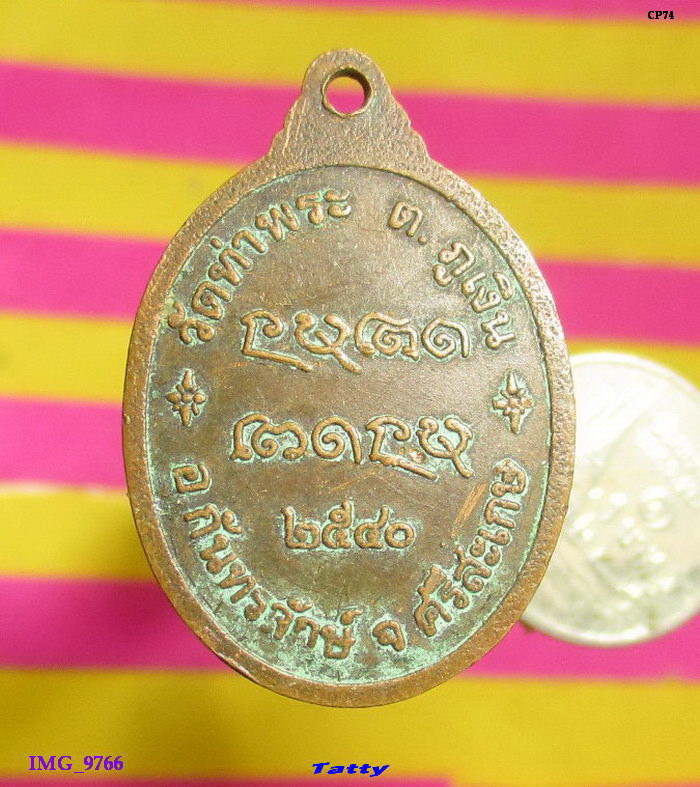 CP74
วัดท่าพระ ต.ภูเงิน
๒๕๔๐
อ กันทรลักษ์ จ ศรีสะเกษ
IMG_9766
Tatty